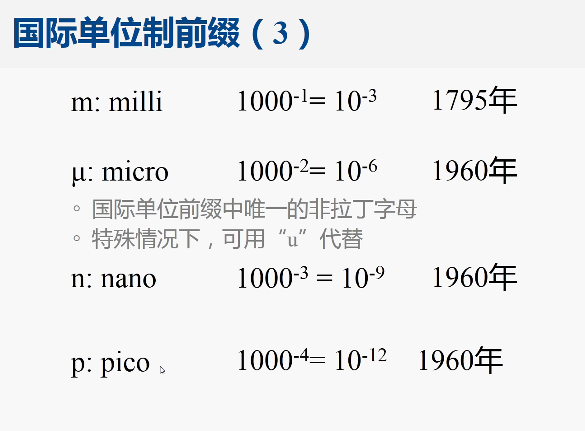 国际单位制前缀（3）
m: milli 1000⁻¹= 10⁻³ 1795年
μ: micro 1000⁻²= 10⁻⁶ 1960年
◦ 国际单位前缀中唯一的非拉丁字母
◦ 特殊情况下，可用“u”代替
n: nano 1000⁻³ = 10⁻⁹ 1960年
p: pico 1000⁻⁴= 10⁻¹² 1960年